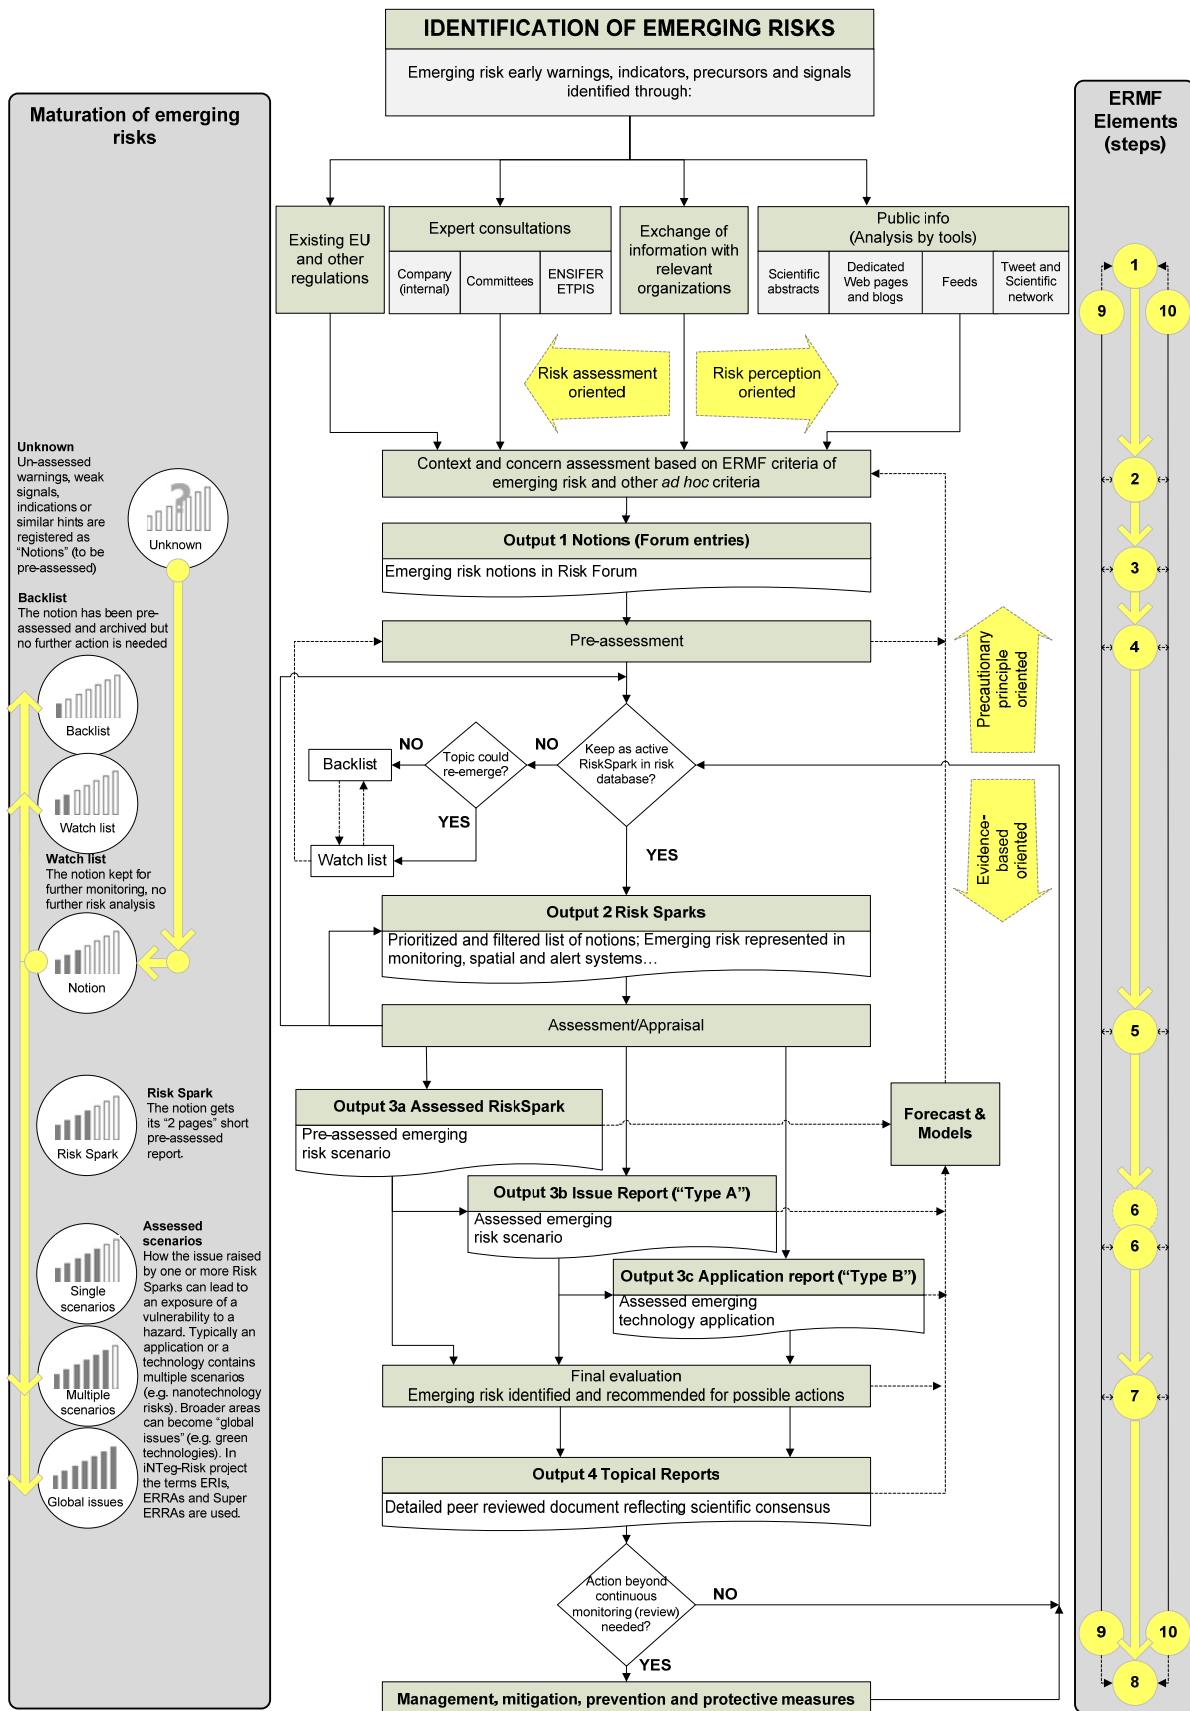 IDENTIFICATION OF EMERGING RISKS
Emerging risk early warnings, indicators, precursors and signals
identified through:
Maturation of emerging
risks
ERMF
Elements
(steps)
Existing EU
and other
regulations
Expert consultations
Company
(internal)
Committees
ENSIFER
ETPIS
Exchange of
information with
relevant
organizations
Public info
(Analysis by tools)
Scientific
abstracts
Dedicated
Web pages
and blogs
Feeds
Tweet and
Scientific
network
1
9
10
Risk assessment
oriented
Risk perception
oriented
Unknown
Un-assessed
warnings, weak
signals,
indications or
similar hints are
registered as
“Notions” (to be
pre-assessed)
?
Unknown
Context and concern assessment based on ERMF criteria of
emerging risk and other ad hoc criteria
2
Output 1 Notions (Forum entries)
Emerging risk notions in Risk Forum
3
Backlist
The notion has been pre-
assessed and archived but
no further action is needed
Pre-assessment
4
Precautionary
principle
oriented
Backlist
Watch list
Keep as active
RiskSpark in risk
database?
NO
Topic could
re-emerge?
NO
Backlist
YES
Watch list
YES
Evidence-
based
oriented
Watch list
The notion kept for
further monitoring, no
further risk analysis
Notion
Output 2 Risk Sparks
Prioritized and filtered list of notions; Emerging risk represented in
monitoring, spatial and alert systems…
Assessment/Appraisal
5
Risk Spark
The notion gets
its “2 pages” short
pre-assessed
report.
Risk Spark
Output 3a Assessed RiskSpark
Pre-assessed emerging
risk scenario
Forecast &
Models
Output 3b Issue Report (“Type A”)
Assessed emerging
risk scenario
6
6
Output 3c Application report (“Type B”)
Assessed emerging
technology application
Assessed
scenarios
How the issue raised
by one or more Risk
Sparks can lead to
an exposure of a
vulnerability to a
hazard. Typically an
application or a
technology contains
multiple scenarios
(e.g. nanotechnology
risks). Broader areas
can become “global
issues” (e.g. green
technologies). In
iNTeg-Risk project
the terms ERIs,
ERRAs and Super
ERRAs are used.
Single
scenarios
Multiple
scenarios
Global issues
Final evaluation
Emerging risk identified and recommended for possible actions
7
Output 4 Topical Reports
Detailed peer reviewed document reflecting scientific consensus
Action beyond
continuous
monitoring (review)
needed?
NO
YES
9
10
8
Management, mitigation, prevention and protective measures